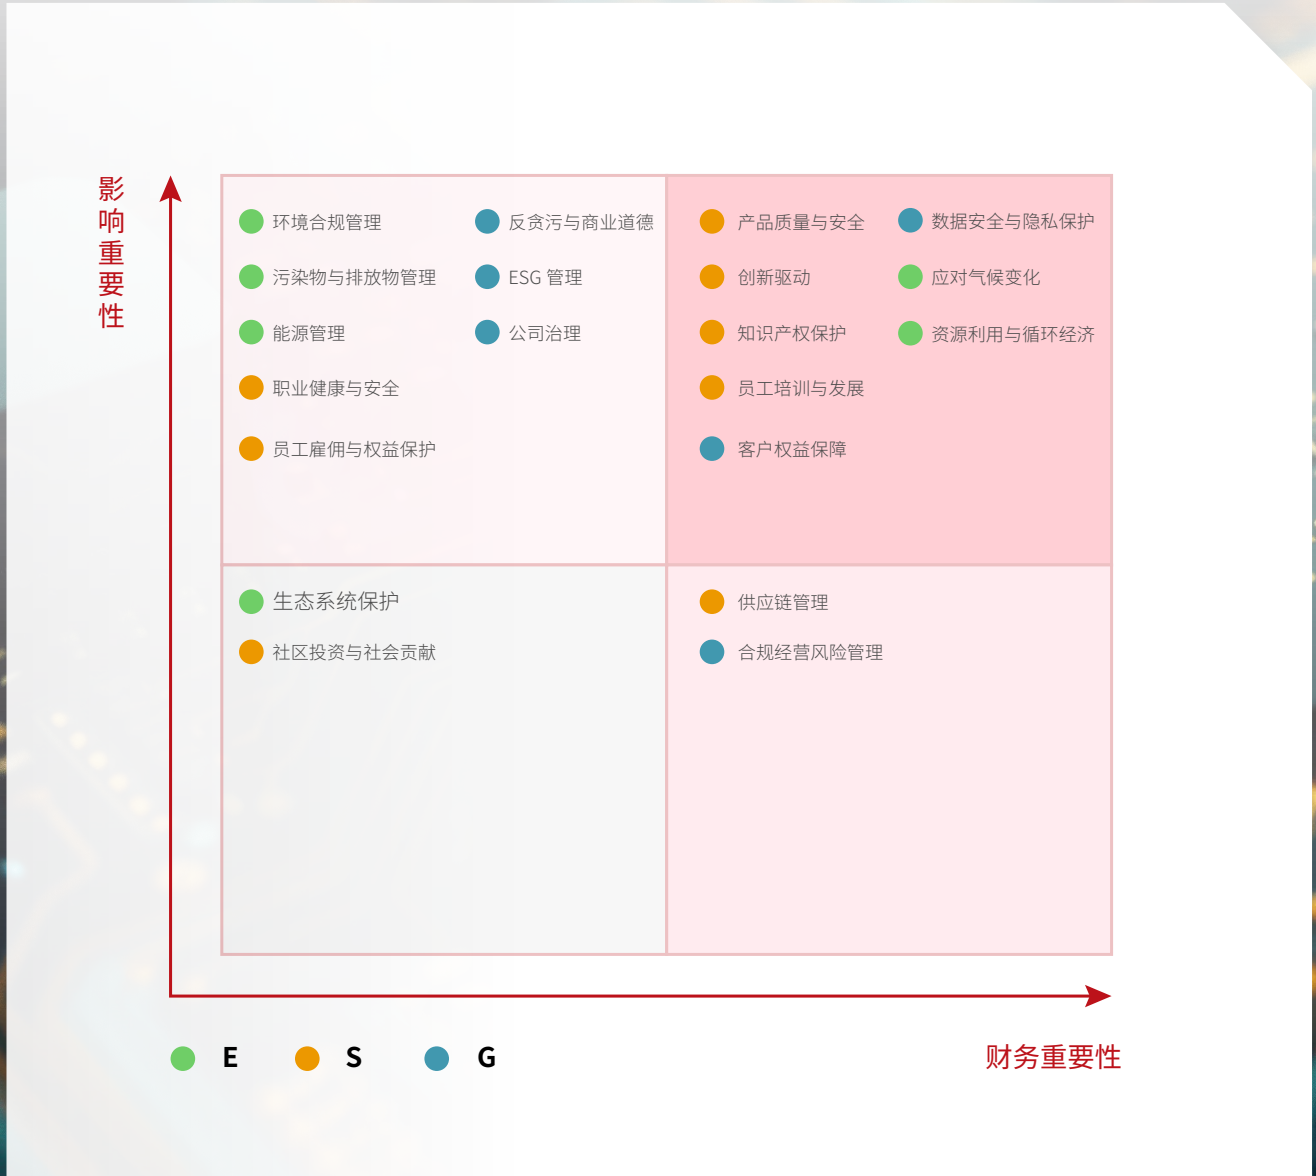 影响重要性
环境合规管理
污染物与排放物管理
能源管理
职业健康与安全
员工雇佣与权益保护
反贪污与商业道德
ESG 管理
公司治理
产品质量与安全
创新驱动
知识产权保护
员工培训与发展
客户权益保障
数据安全与隐私保护
应对气候变化
资源利用与循环经济
生态系统保护
社区投资与社会贡献
供应链管理
合规经营风险管理
E
S
G
财务重要性